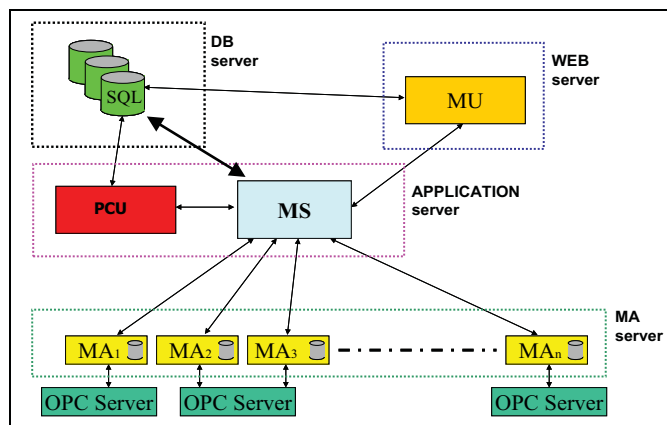 DB
server
SQL
WEB
server
MU
APPLICATION
server
PCU
MS
MA
server
MA1
MA2
MA3
MAn
OPC Server
OPC Server
OPC Server